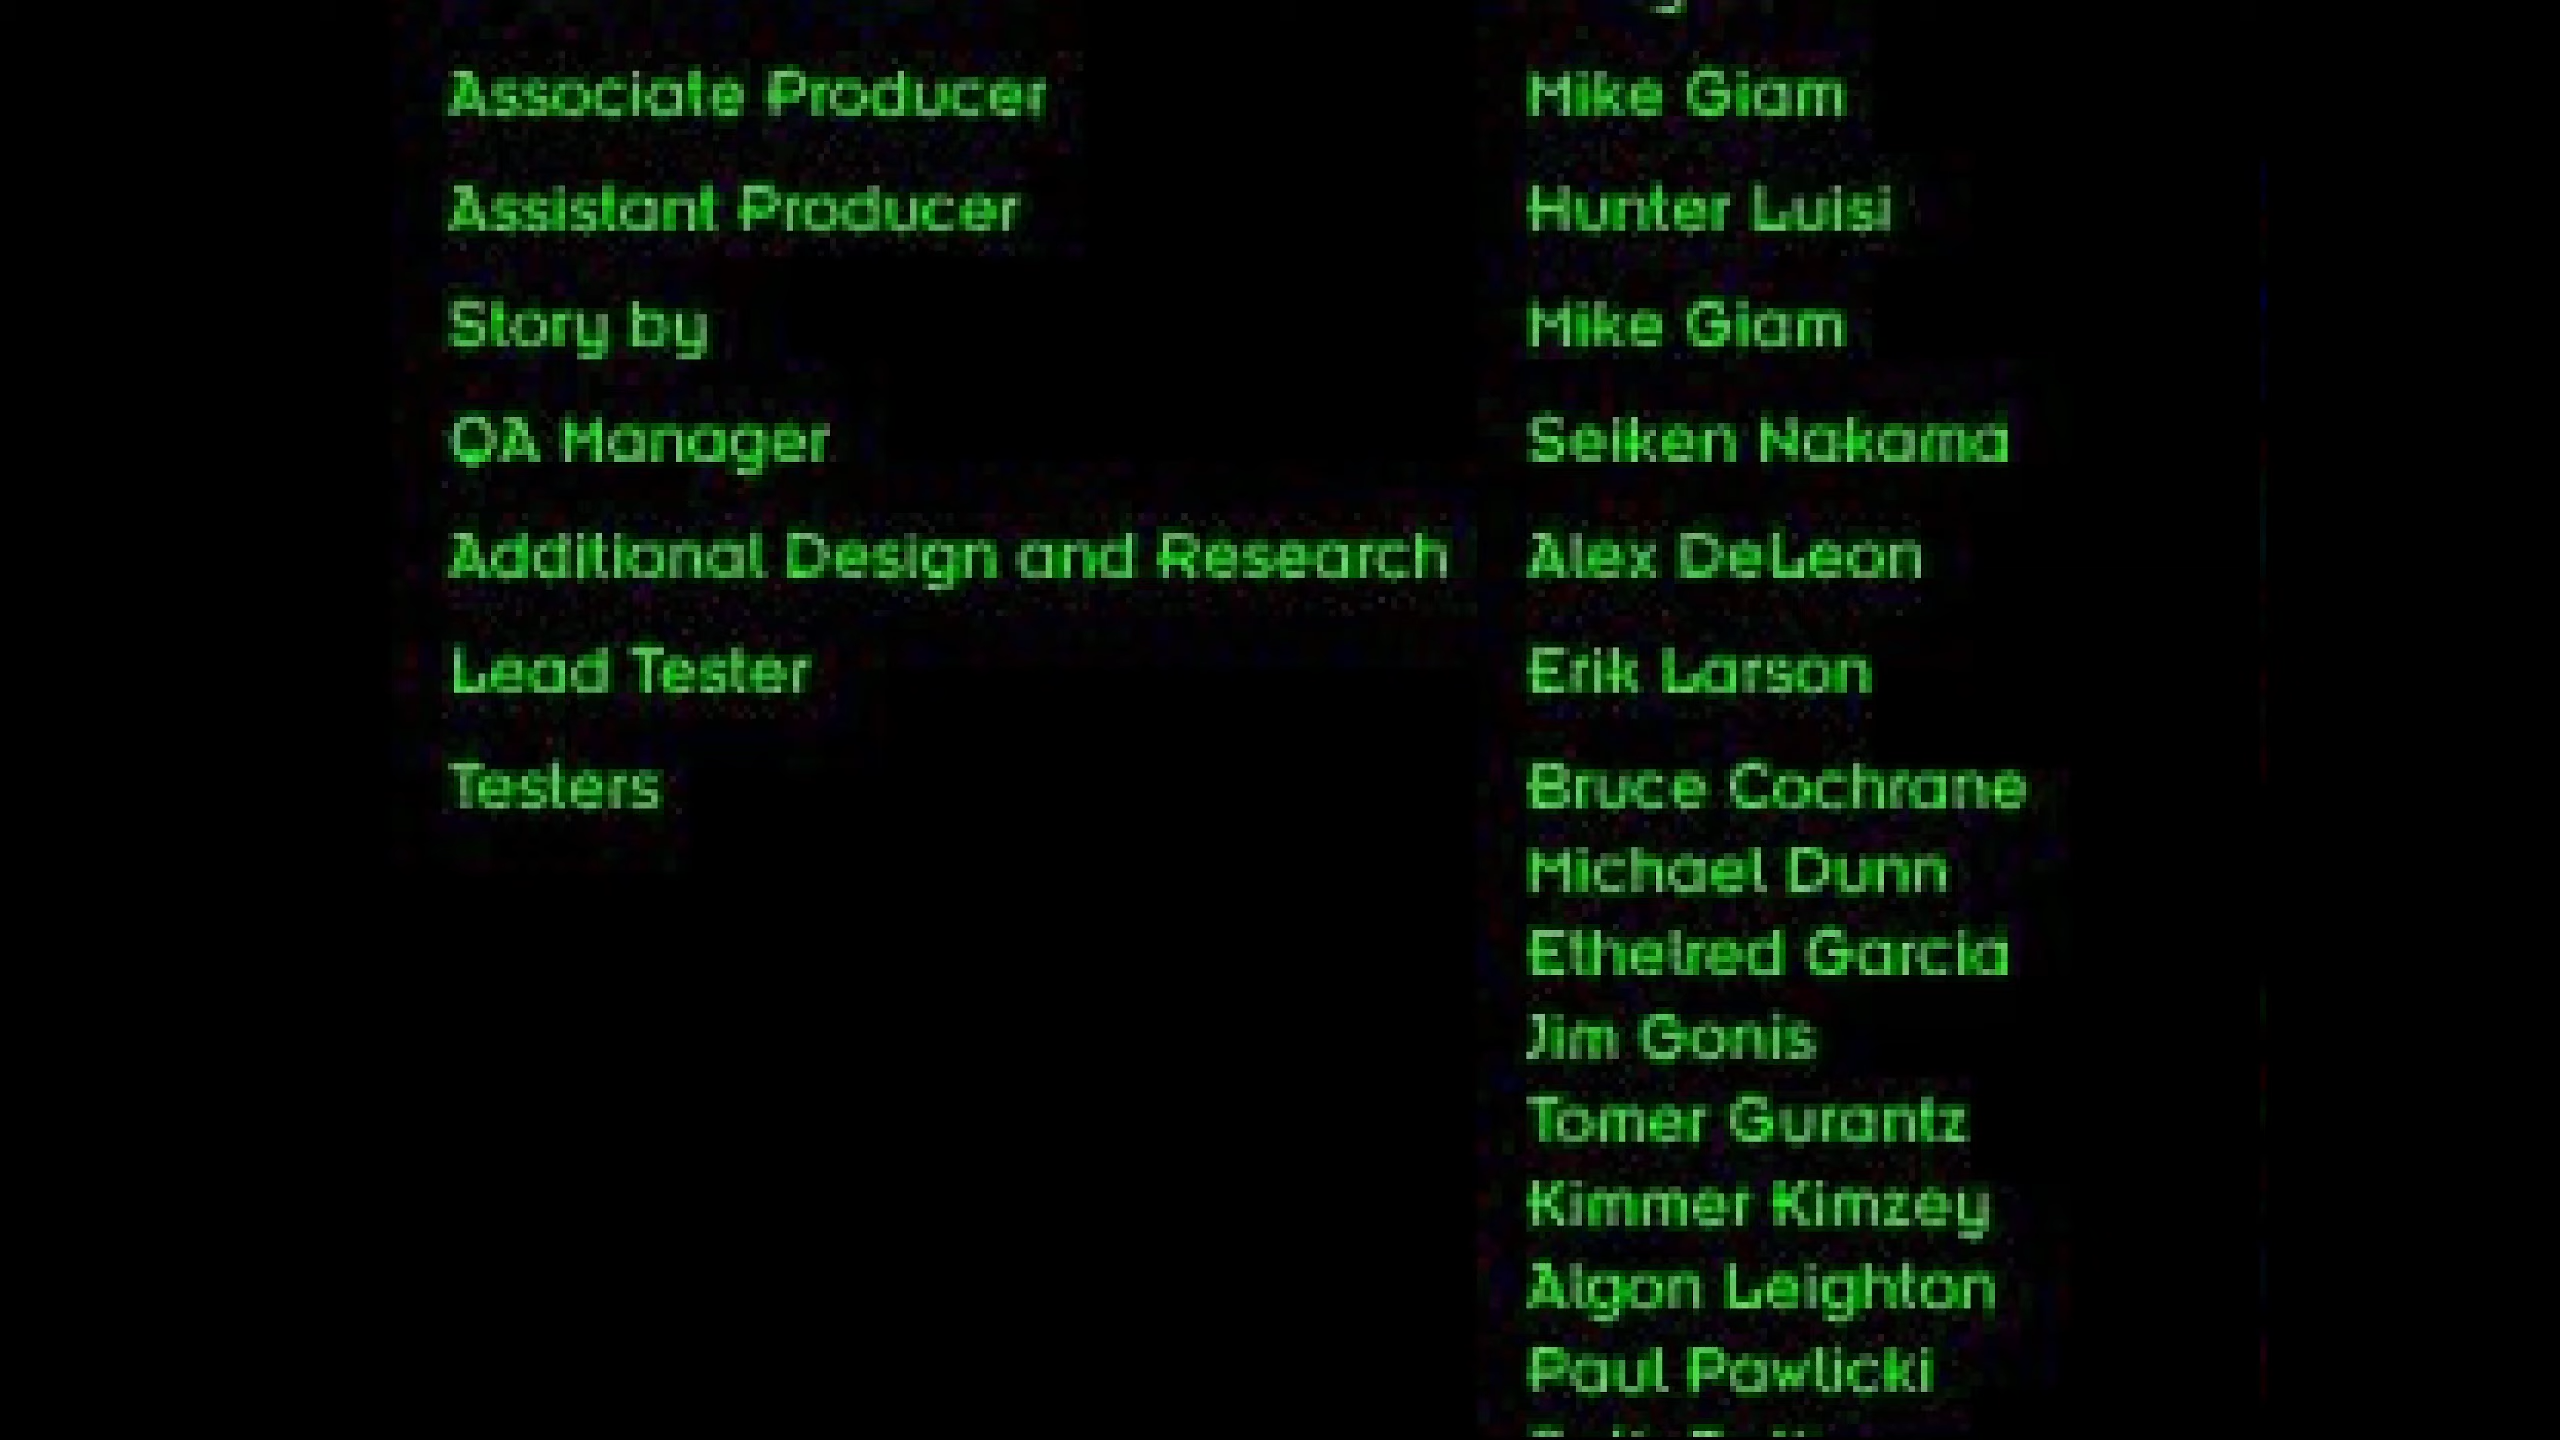 Associate Producer Mike Giam
Assistant Producer Hunter Luisi
Story by Mike Giam
QA Manager Seiken Nakama
Additional Design and Research Alex DeLeon
Lead Tester Erik Larson
Testers Bruce Cochrane
Michael Dunn
Ethelred Garcia
Jim Gonis
Tomer Gurantz
Kimmer Kimzey
Algon Leighton
Paul Pawlicki